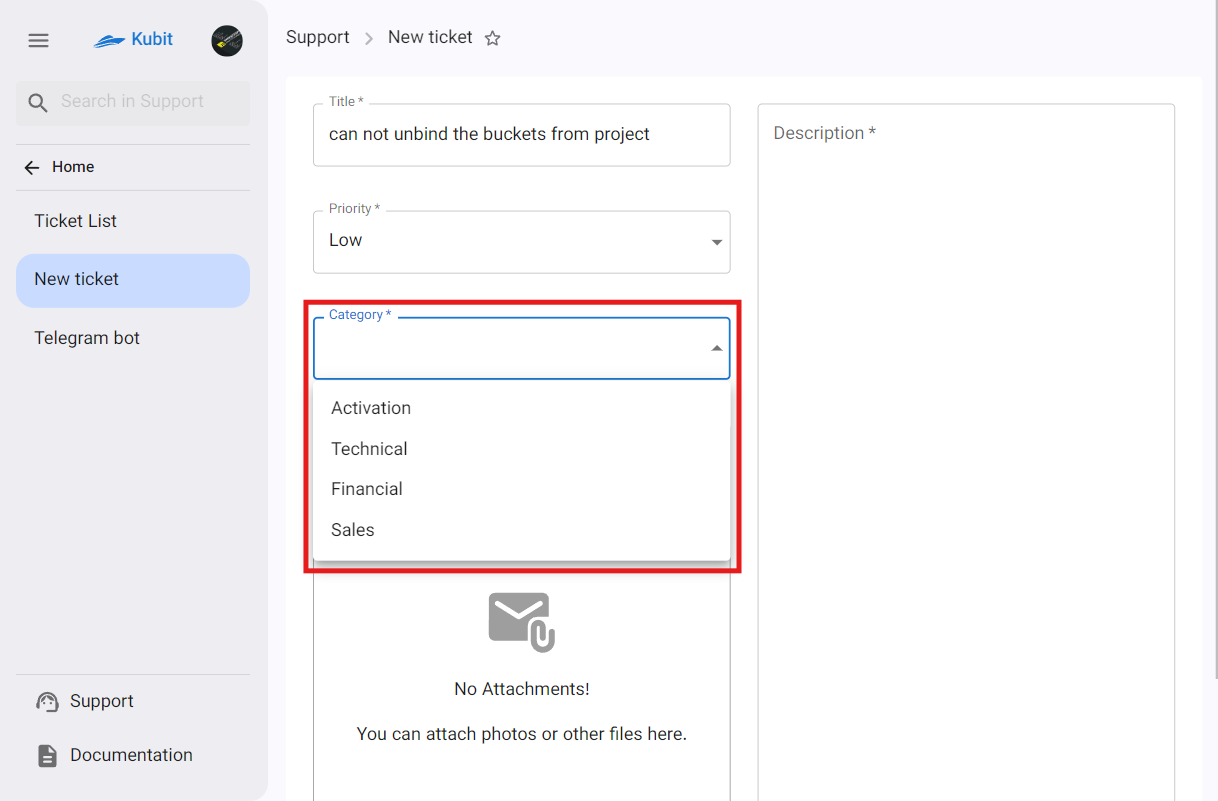 Kubit
Search in Support
Home
Ticket List
New ticket
Telegram bot
Support
Documentation
Support > New ticket
Title *
can not unbind the buckets from project
Priority *
Low
Category *
Activation
Technical
Financial
Sales
No Attachments!
You can attach photos or other files here.
Description *